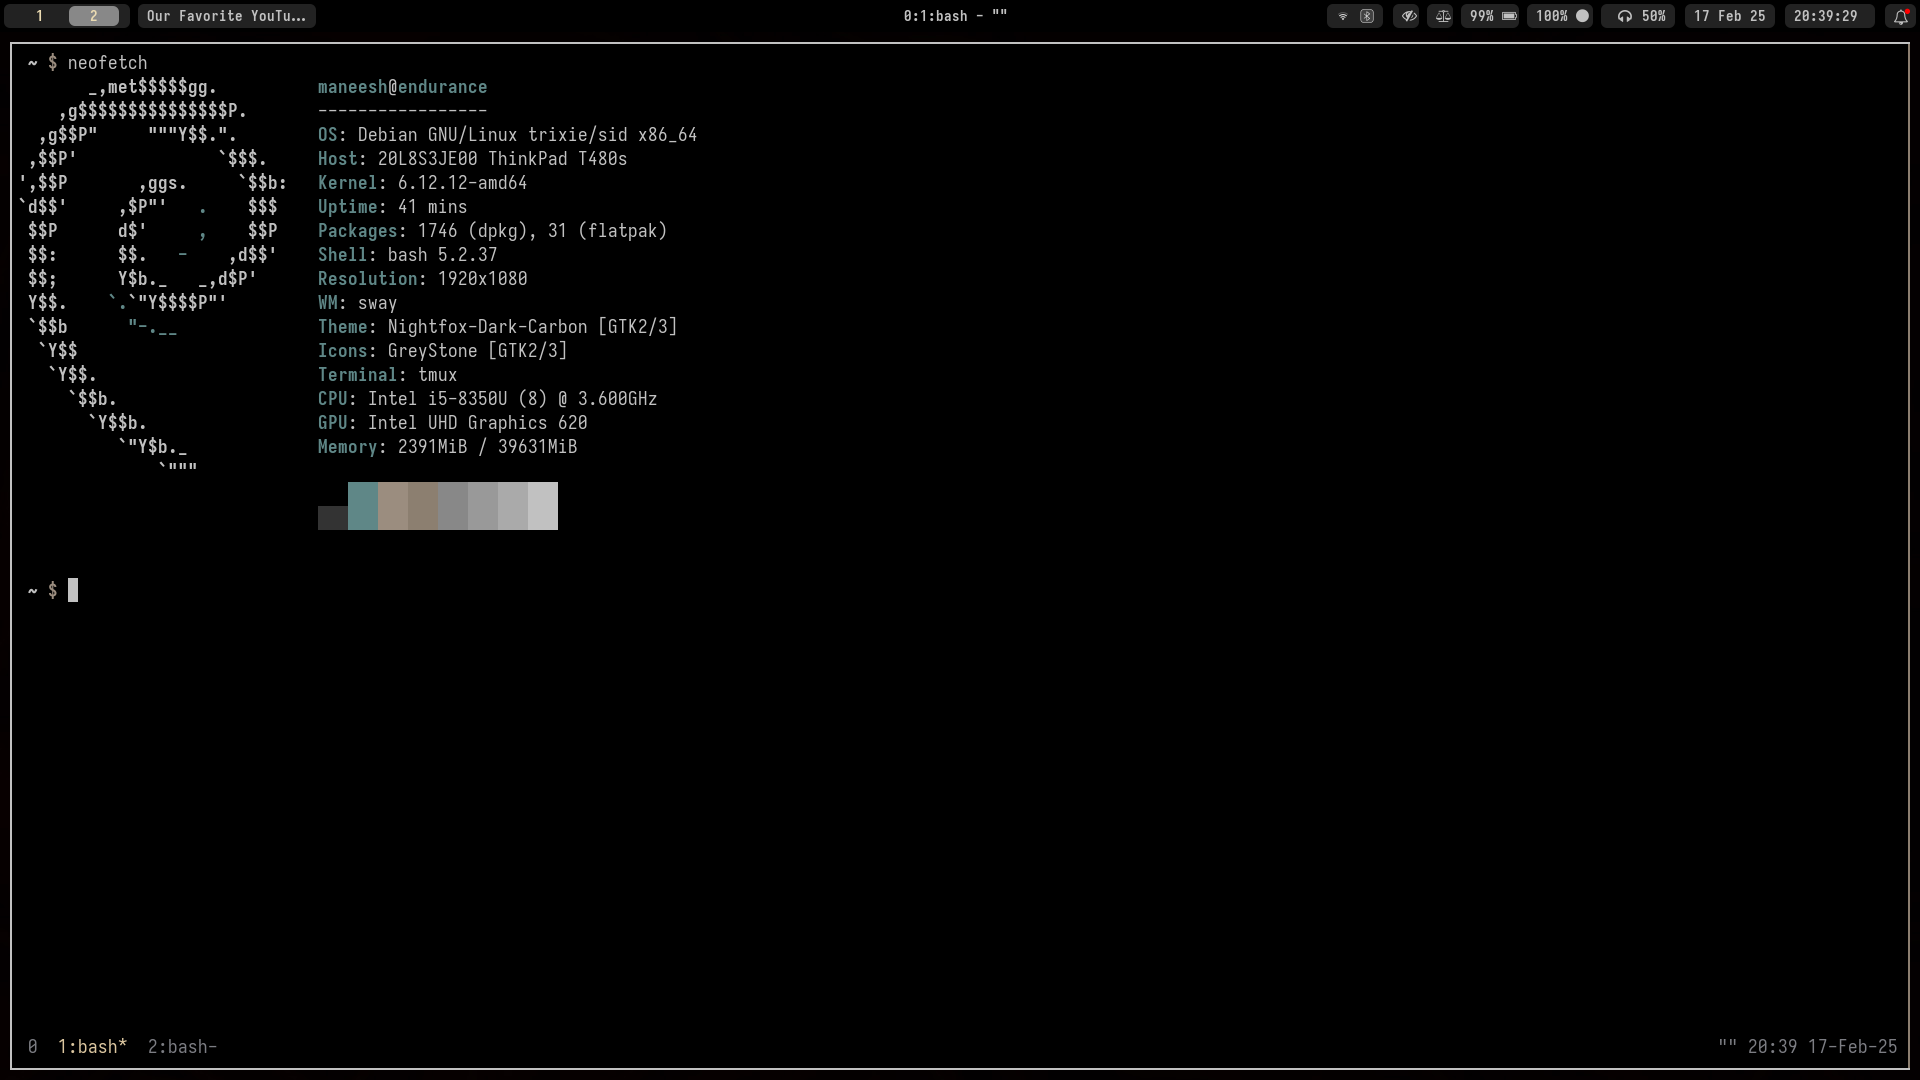 1 2 Our Favorite YouTu... 0:1:bash - "" 99% 100% 50% 17 Feb 25 20:39:29
~ $ neofetch
       _,met$$$$$gg.          maneesh@endurance
    ,g$$$$$$$$$$$$$$$P.       -----------------
  ,g$$P"     """Y$$.".        OS: Debian GNU/Linux trixie/sid x86_64
 ,$$P'              `$$$.     Host: 20L8S3JE00 ThinkPad T480s
',$$P       ,ggs.     `$$b:   Kernel: 6.12.12-amd64
`d$$'     ,$P"'   .    $$$    Uptime: 41 mins
 $$P      d$'     ,    $$P    Packages: 1746 (dpkg), 31 (flatpak)
 $$:      $$.   -    ,d$$'    Shell: bash 5.2.37
 $$;      Y$b._   _,d$P'      Resolution: 1920x1080
 Y$$.    `.`"Y$$$$P"'         WM: sway
 `$$b      "-.__              Theme: Nightfox-Dark-Carbon [GTK2/3]
  `Y$$                        Icons: GreyStone [GTK2/3]
   `Y$$.                      Terminal: tmux
     `$$b.                    CPU: Intel i5-8350U (8) @ 3.600GHz
       `Y$$b.                 GPU: Intel UHD Graphics 620
          `"Y$b._             Memory: 2391MiB / 39631MiB
              `"""
~ $
0 1:bash* 2:bash- "" 20:39 17-Feb-25